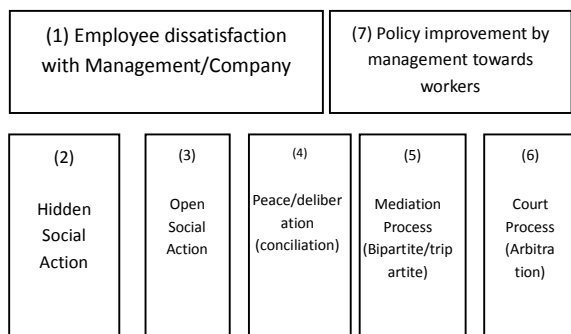 (1) Employee dissatisfaction
with Management/Company
(7) Policy improvement by
management towards
workers
(2)
Hidden
Social
Action
(3)
Open
Social
Action
(4)
Peace/deliber
ation
(conciliation)
(5)
Mediation
Process
(Bipartite/trip
artite)
(6)
Court
Process
(Arbitra
tion)